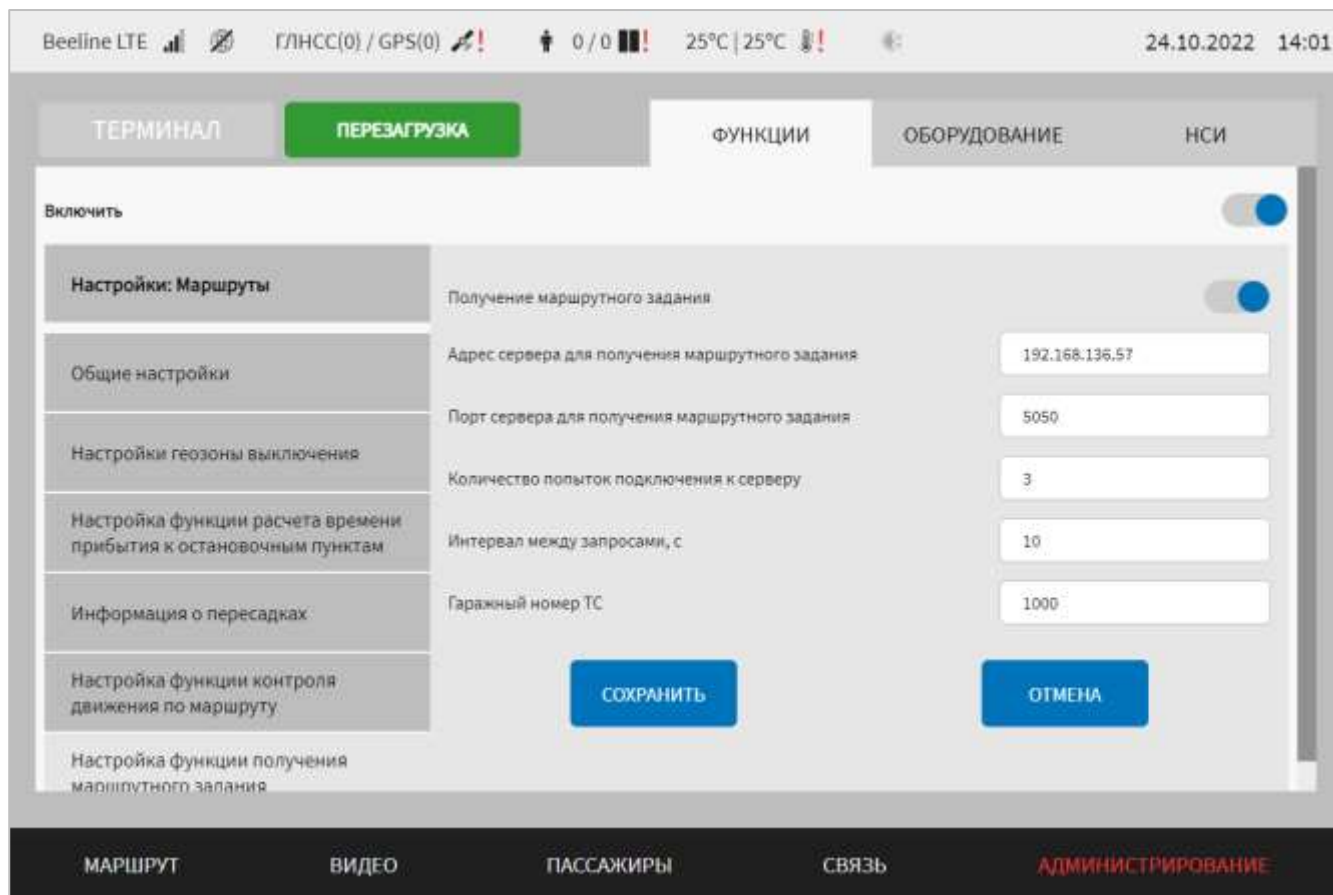 Beeline LTE ГЛНСС(0) / GPS(0) ! 0 / 0 ! 25°C | 25°C ! 24.10.2022 14:01
ТЕРМИНАЛ ПЕРЕЗАГРУЗКА ФУНКЦИИ ОБОРУДОВАНИЕ НСИ
Включить
Настройки: Маршруты
Общие настройки
Настройки геозоны выключения
Настройка функции расчета времени
прибытия к остановочным пунктам
Информация о пересадках
Настройка функции контроля
движения по маршруту
Настройка функции получения
маршрутного задания
Получение маршрутного задания
Адрес сервера для получения маршрутного задания 192.168.136.57
Порт сервера для получения маршрутного задания 5050
Количество попыток подключения к серверу 3
Интервал между запросами, с 10
Гаражный номер ТС 1000
СОХРАНИТЬ ОТМЕНА
МАРШРУТ ВИДЕО ПАССАЖИРЫ СВЯЗЬ АДМИНИСТРИРОВАНИЕ